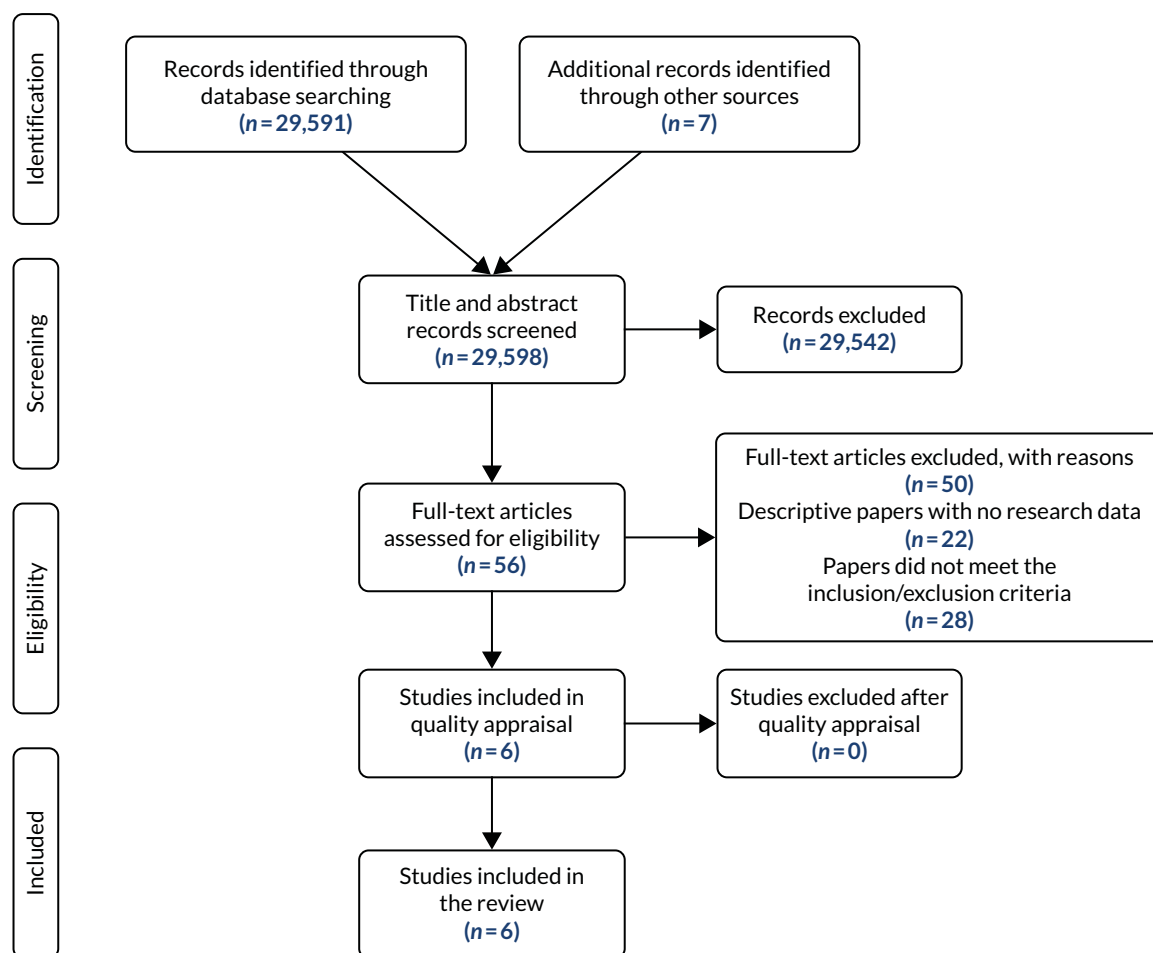 Identification
Records identified through
database searching
(n=29,591)
Additional records identified
through other sources
(n=7)
Screening
Title and abstract
records screened
(n=29,598)
Records excluded
(n=29,542)
Eligibility
Full-text articles
assessed for eligibility
(n=56)
Full-text articles excluded, with reasons
(n=50)
Descriptive papers with no research data
(n=22)
Papers did not meet the
inclusion/exclusion criteria
(n=28)
Studies included in
quality appraisal
(n=6)
Studies excluded after
quality appraisal
(n=0)
Included
Studies included in
the review
(n=6)